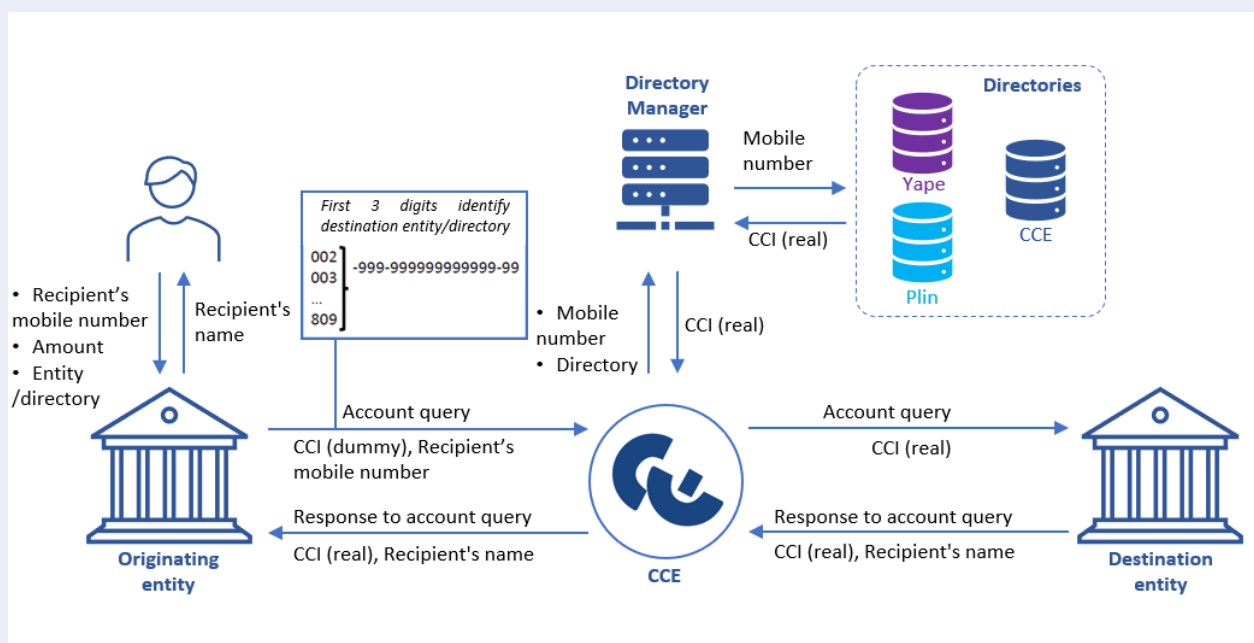 Directory
Manager
Directories
Yape
CCE
Plin
Mobile
number
CCI (real)
First 3 digits identify
destination entity/directory
002
003
...
809
-999-999999999999-99
• Recipient’s
mobile number
• Amount
• Entity
/directory
Recipient's
name
• Mobile
number
• Directory
CCI (real)
Account query
CCI (dummy), Recipient’s
mobile number
Response to account query
CCI (real), Recipient's name
Account query
CCI (real)
Response to account query
CCI (real), Recipient's name
Originating
entity
CCE
Destination
entity